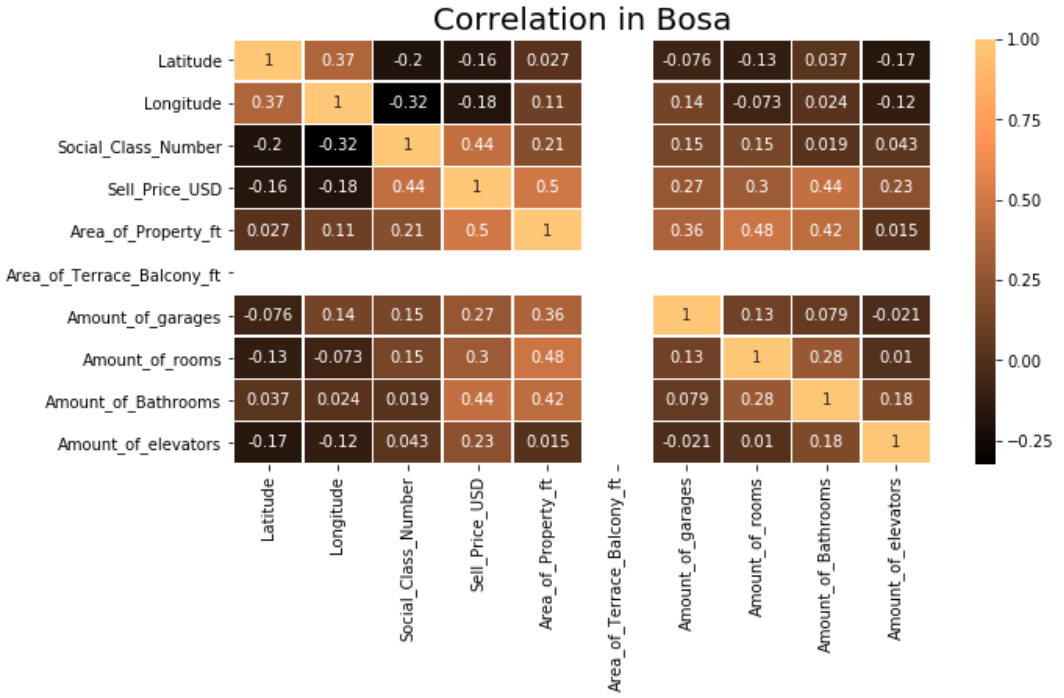 Correlation in Bosa
Latitude 1 0.37 -0.2 -0.16 0.027 -0.076 -0.13 0.037 -0.17
Longitude 0.37 1 -0.32 -0.18 0.11 0.14 -0.073 0.024 -0.12
Social_Class_Number -0.2 -0.32 1 0.44 0.21 0.15 0.15 0.019 0.043
Sell_Price_USD -0.16 -0.18 0.44 1 0.5 0.27 0.3 0.44 0.23
Area_of_Property_ft 0.027 0.11 0.21 0.5 1 0.36 0.48 0.42 0.015
Area_of_Terrace_Balcony_ft
Amount_of_garages -0.076 0.14 0.15 0.27 0.36 1 0.13 0.079 -0.021
Amount_of_rooms -0.13 -0.073 0.15 0.3 0.48 0.13 1 0.28 0.01
Amount_of_Bathrooms 0.037 0.024 0.019 0.44 0.42 0.079 0.28 1 0.18
Amount_of_elevators -0.17 -0.12 0.043 0.23 0.015 -0.021 0.01 0.18 1
Latitude
Longitude
Social_Class_Number
Sell_Price_USD
Area_of_Property_ft
Area_of_Terrace_Balcony_ft
Amount_of_garages
Amount_of_rooms
Amount_of_Bathrooms
Amount_of_elevators
1.00
0.75
0.50
0.25
0.00
−0.25